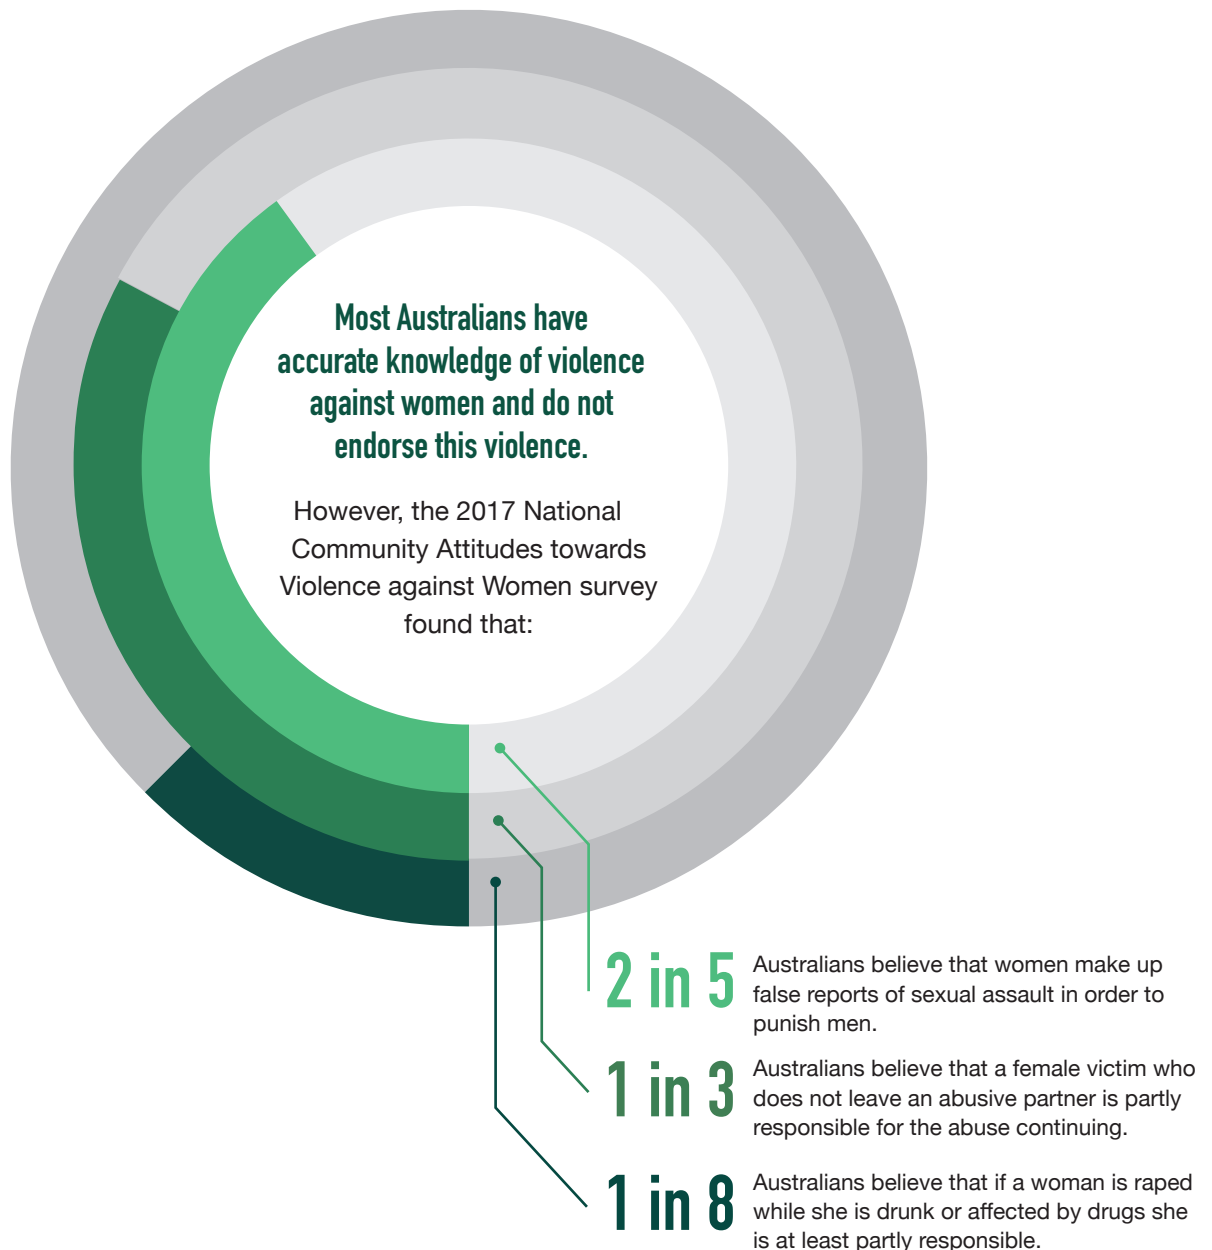 Most Australians have
accurate knowledge of violence
against women and do not
endorse this violence.
However, the 2017 National
Community Attitudes towards
Violence against Women survey
found that:
2 in 5
Australians believe that women make up
false reports of sexual assault in order to
punish men.
1 in 3
Australians believe that a female victim who
does not leave an abusive partner is partly
responsible for the abuse continuing.
1 in 8
Australians believe that if a woman is raped
while she is drunk or affected by drugs she
is at least partly responsible.